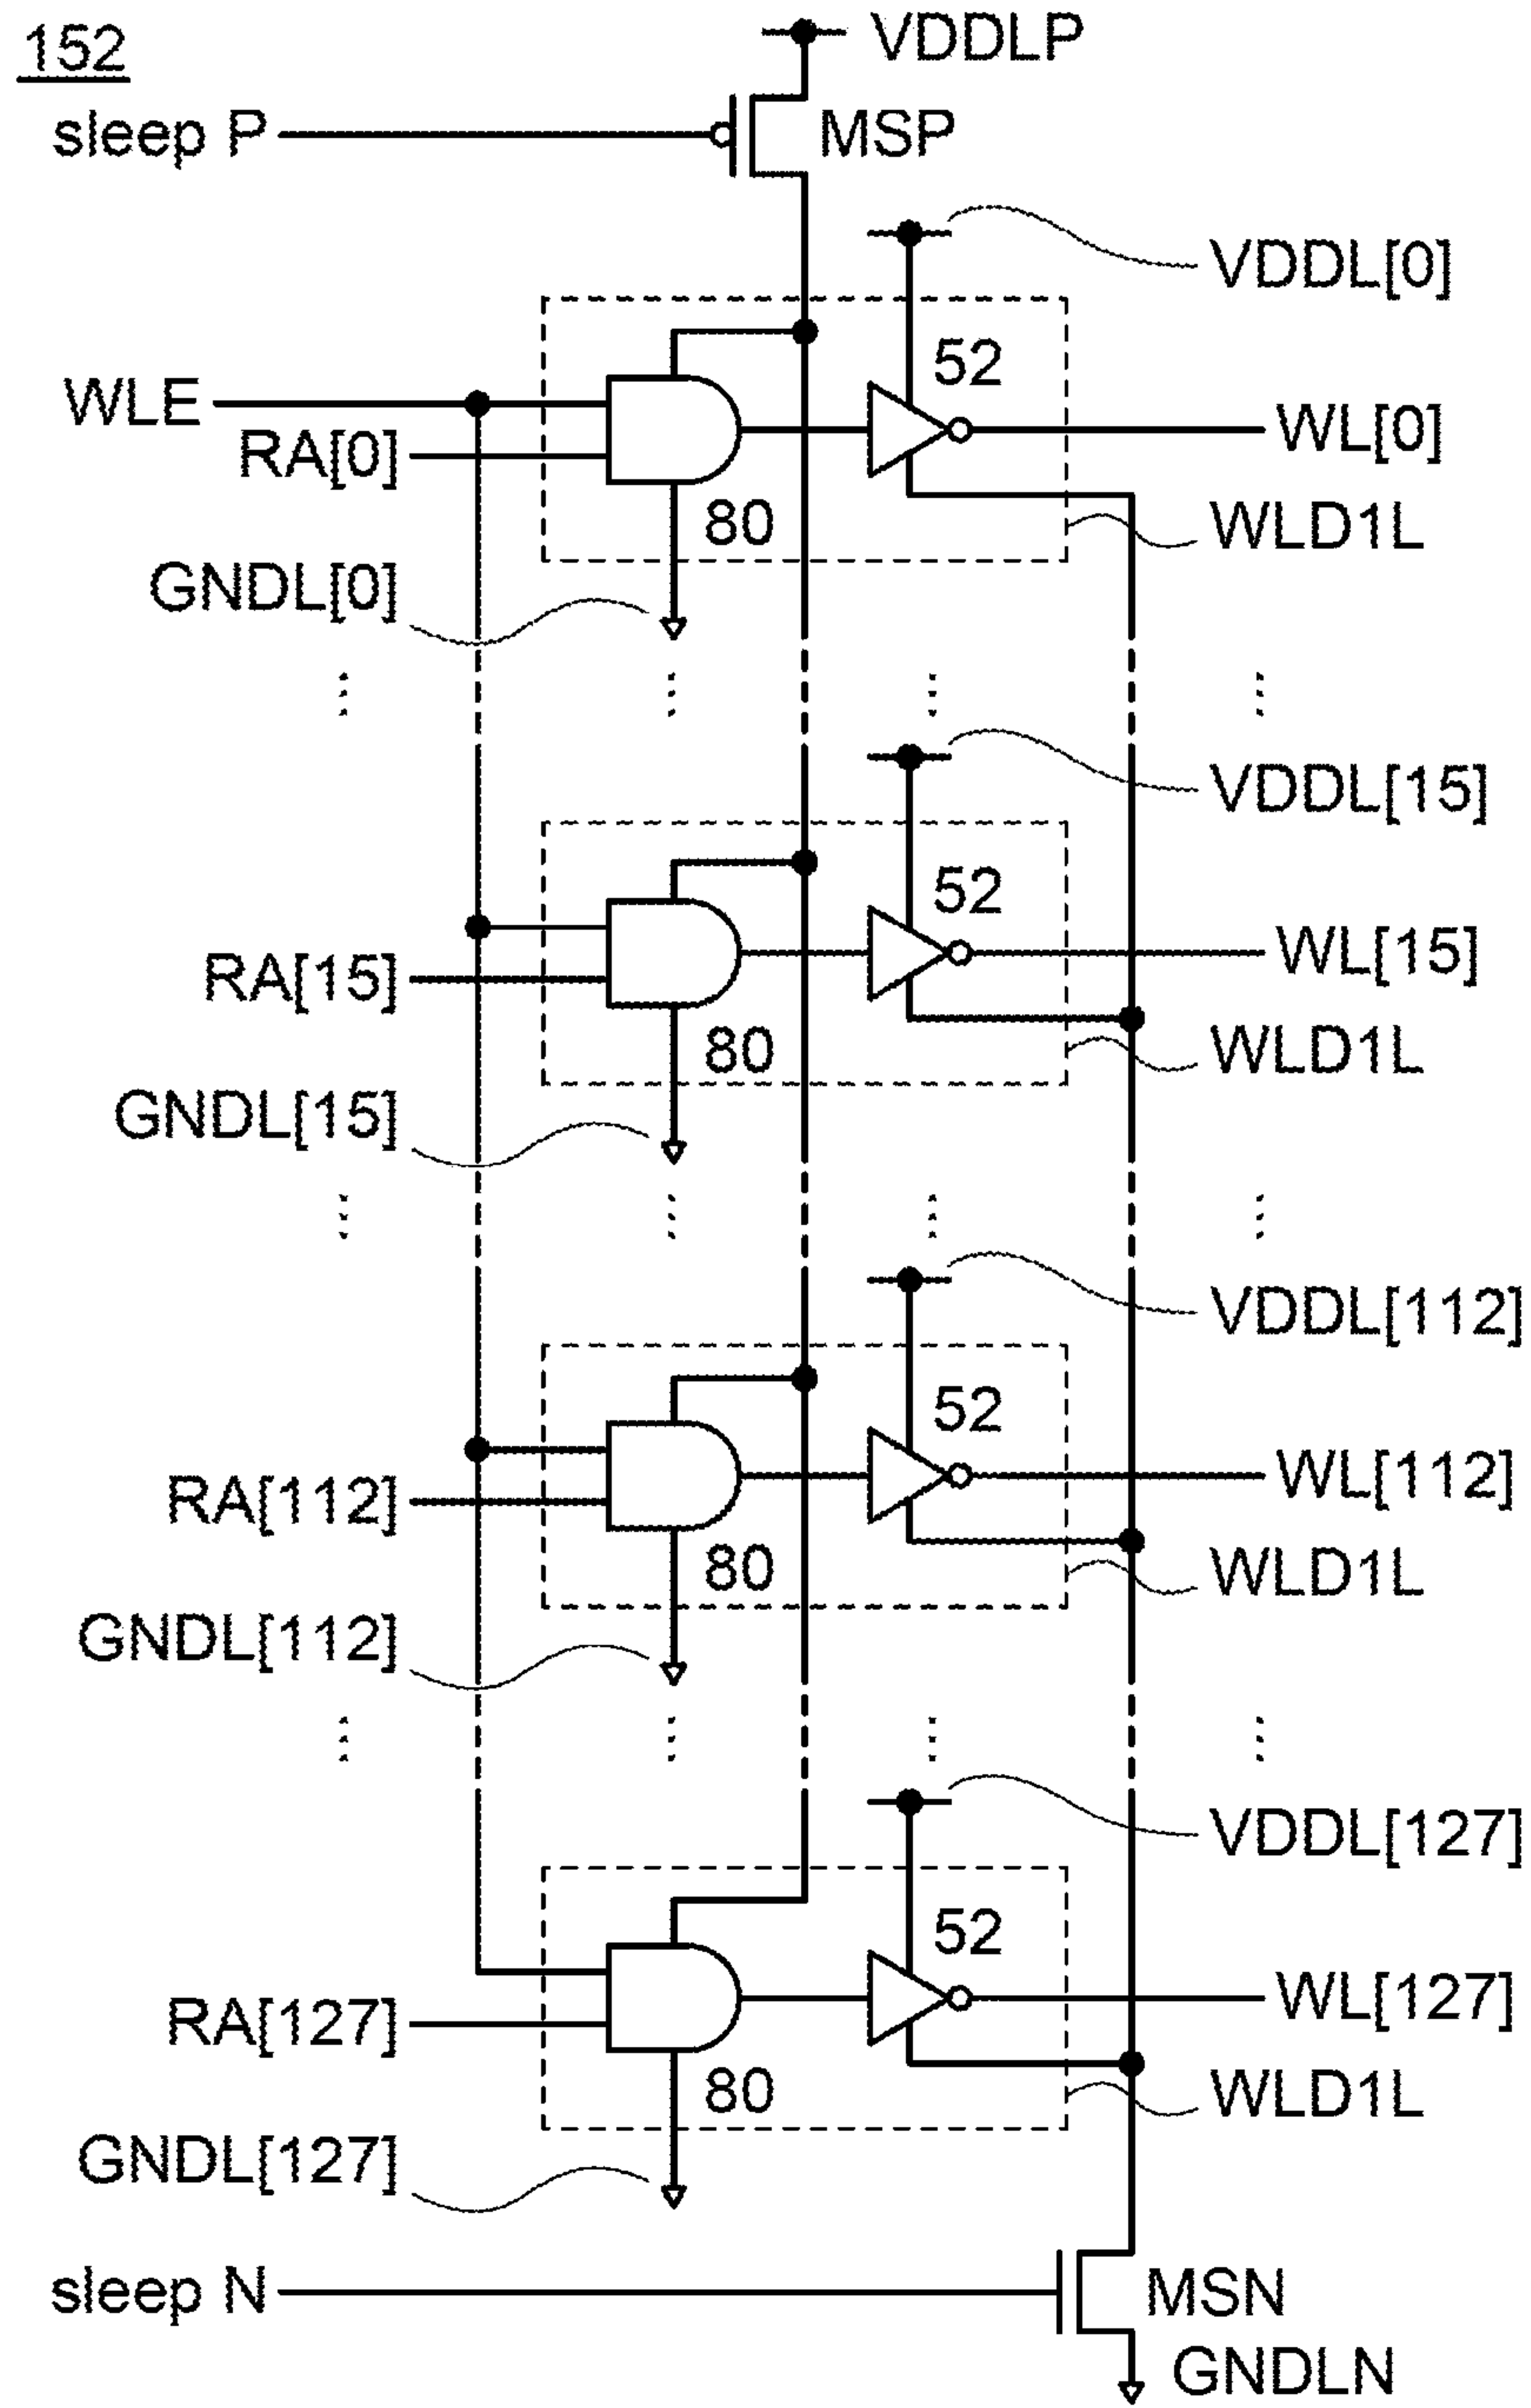 152
VDDLP
sleep P
MSP
VDDL[0]
52
WLE
WL[0]
RA[0]
80
WLD1L
GNDL[0]
VDDL[15]
52
WL[15]
RA[15]
80
WLD1L
GNDL[15]
VDDL[112]
52
WL[112]
RA[112]
80
WLD1L
GNDL[112]
VDDL[127]
52
WL[127]
RA[127]
80
WLD1L
GNDL[127]
sleep N
MSN
GNDLN